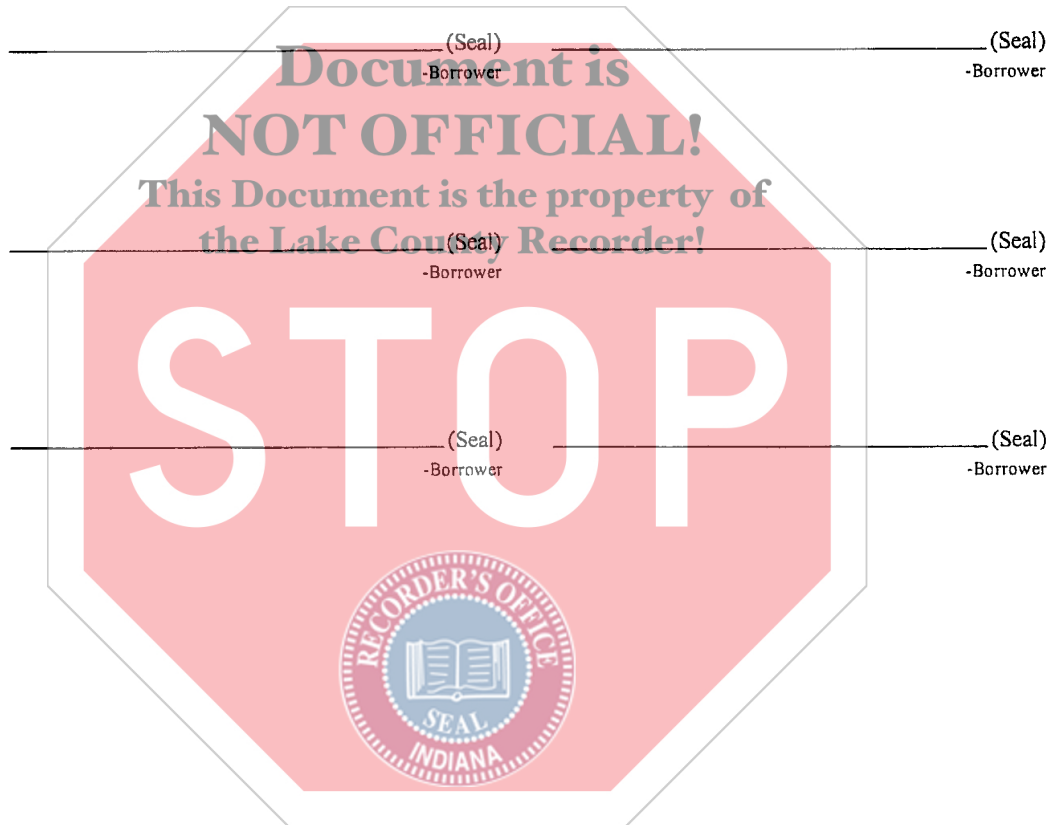 (Seal) (Seal)
-Borrower -Borrower
Document is
NOT OFFICIAL!
This Document is the property of
the Lake County Recorder!
(Seal) (Seal)
-Borrower -Borrower
STOP
(Seal) (Seal)
-Borrower -Borrower
RECORDER'S OFFICE
SEAL
INDIANA